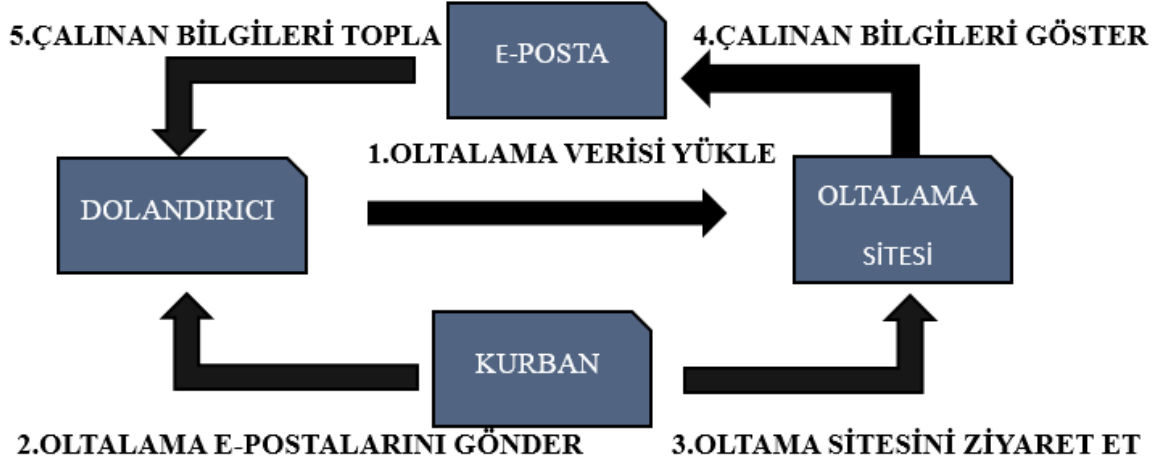 5.ÇALINAN BİLGİLERİ TOPLA
E-POSTA
4.ÇALINAN BİLGİLERİ GÖSTER
1.OLTALAMA VERİSİ YÜKLE
DOLANDIRICI
OLTALAMA
SİTESİ
KURBAN
2.OLTALAMA E-POSTALARINI GÖNDER
3.OLTAMA SİTESİNİ ZİYARET ET